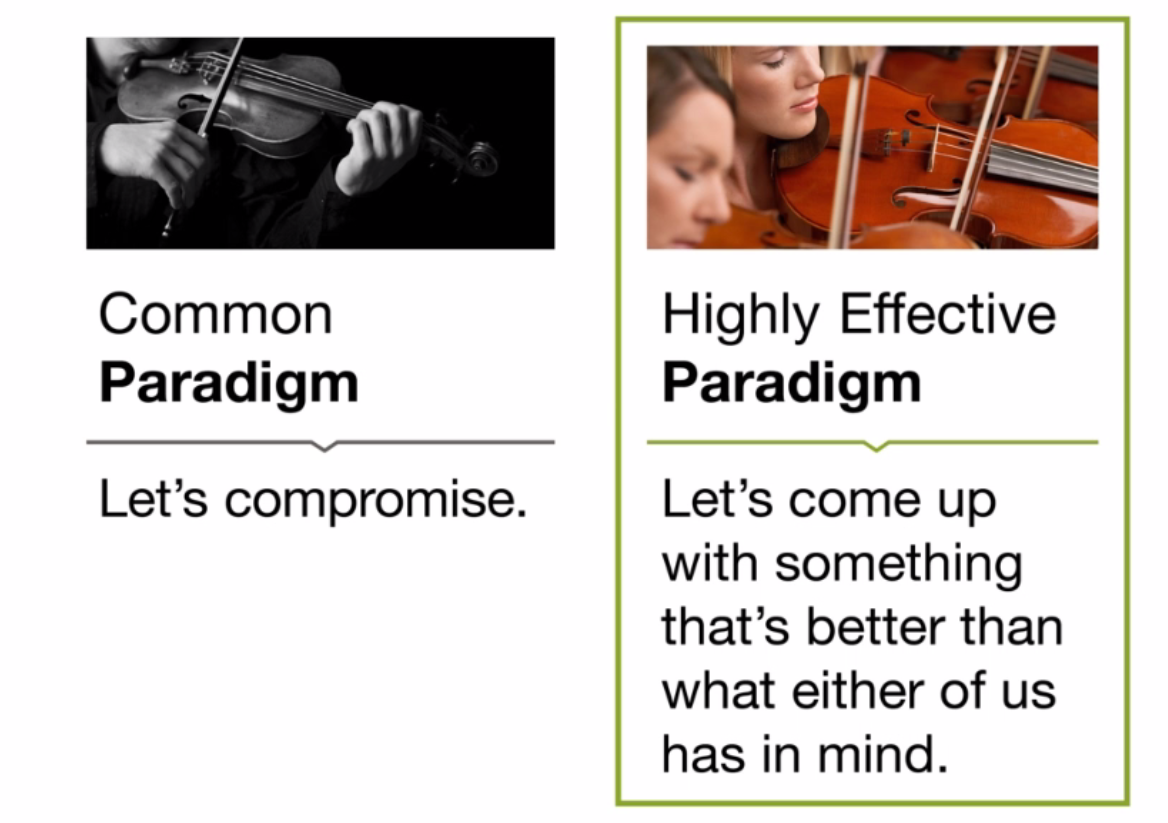 Common
Paradigm
Let’s compromise.
Highly Effective
Paradigm
Let’s come up
with something
that’s better than
what either of us
has in mind.